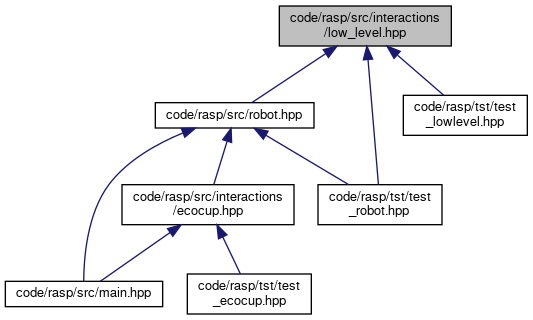 code/rasp/src/interactions
/low_level.hpp
code/rasp/src/robot.hpp
code/rasp/tst/test
_lowlevel.hpp
code/rasp/src/interactions
/ecocup.hpp
code/rasp/tst/test
_robot.hpp
code/rasp/src/main.hpp
code/rasp/tst/test
_ecocup.hpp